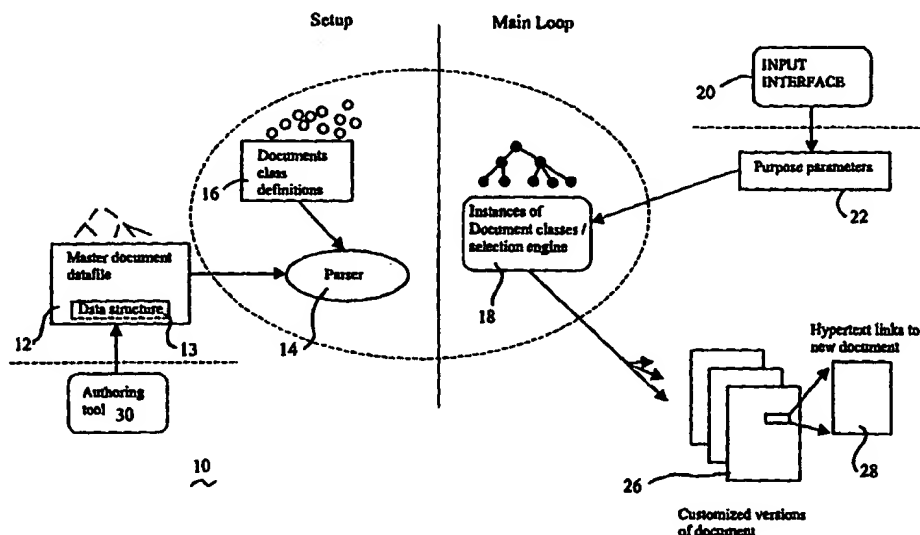 Setup
Main Loop
INPUT
INTERFACE
20
Purpose parameters
22
Documents
class
definitions
16
Instances of
Document classes /
selection engine
18
Master document
datafile
Data structure
12
13
Parser
14
Authoring
tool 30
10
Hypertext links to
new document
26
28
Customized versions
of document